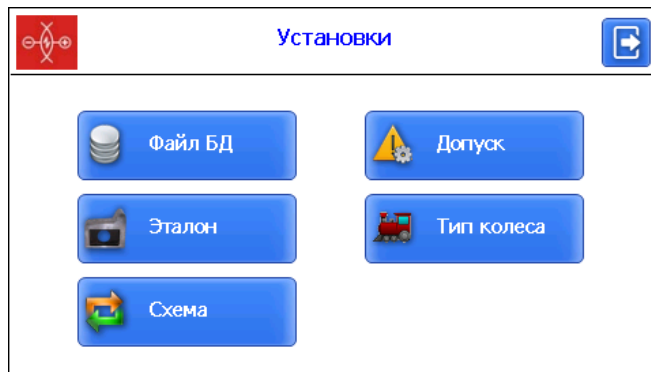 Установки
Файл БД
Допуск
Эталон
Тип колеса
Схема